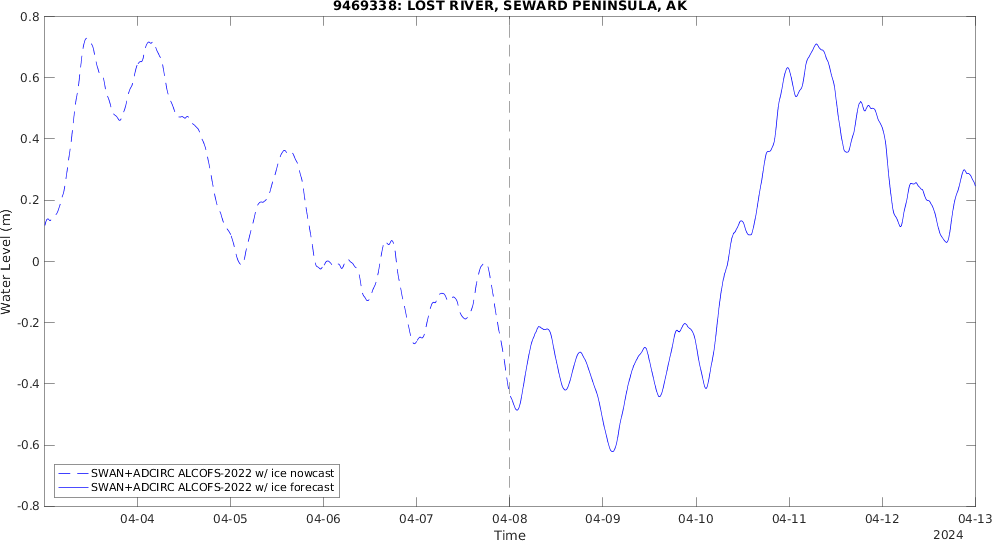 9469338: LOST RIVER, SEWARD PENINSULA, AK
Water Level (m)
0.8
0.6
0.4
0.2
0
-0.2
-0.4
-0.6
-0.8
SWAN+ADCIRC ALCOFS-2022 w/ ice nowcast
SWAN+ADCIRC ALCOFS-2022 w/ ice forecast
04-04 04-05 04-06 04-07 04-08 04-09 04-10 04-11 04-12 04-13
Time
2024